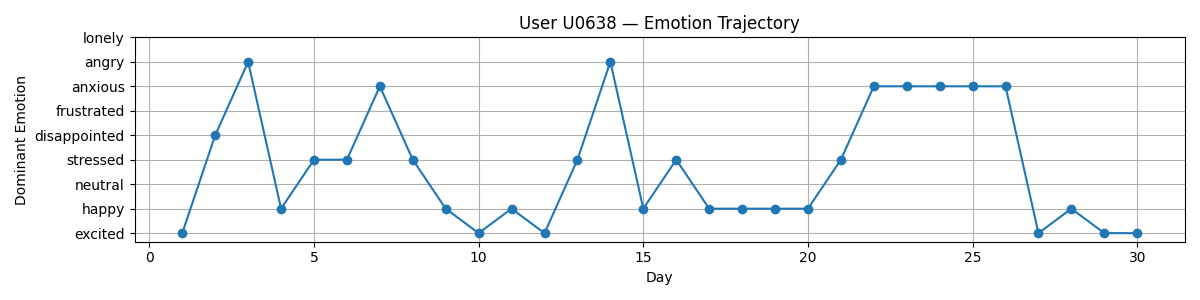 User U0638 — Emotion Trajectory
lonely
angry
anxious
frustrated
disappointed
stressed
neutral
happy
excited
Dominant Emotion
0 5 10 15 20 25 30
Day